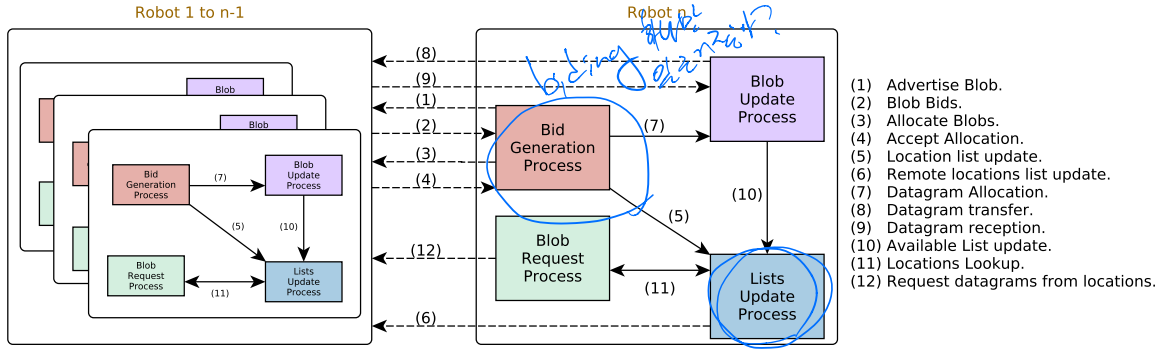 Robot 1 to n-1
Robot n
Blob
Blob
Bid
Generation
Process
(7)
Blob
Update
Process
(5)
(10)
Blob
Request
Process
(11)
Lists
Update
Process
(8)
(9)
(1)
(2)
(3)
(4)
(12)
(6)
biding
Bid
Generation
Process
(7)
Blob
Update
Process
(5)
(10)
Blob
Request
Process
(11)
Lists
Update
Process
(1) Advertise Blob.
(2) Blob Bids.
(3) Allocate Blobs.
(4) Accept Allocation.
(5) Location list update.
(6) Remote locations list update.
(7) Datagram Allocation.
(8) Datagram transfer.
(9) Datagram reception.
(10) Available List update.
(11) Locations Lookup.
(12) Request datagrams from locations.